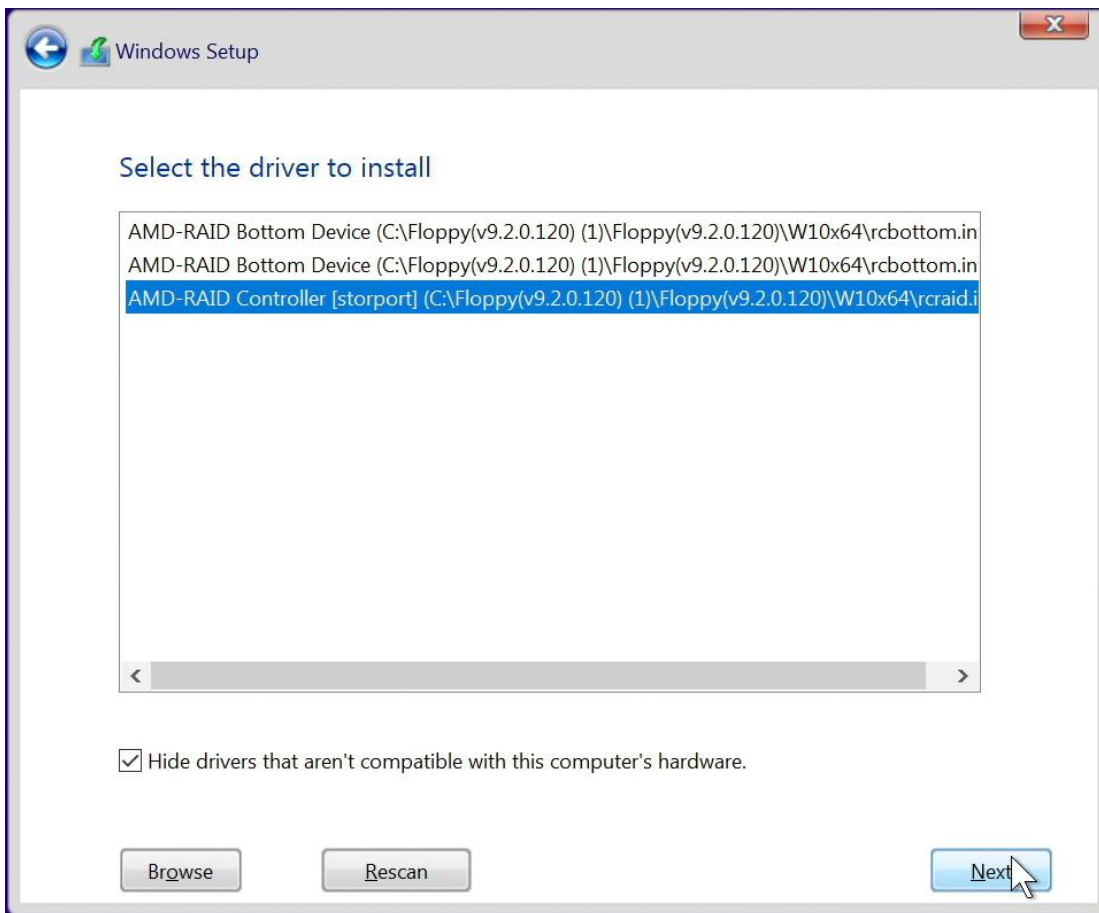 Windows Setup
Select the driver to install
AMD-RAID Bottom Device (C:\Floppy(v9.2.0.120) (1)\Floppy(v9.2.0.120)\W10x64\rcbottom.in
AMD-RAID Bottom Device (C:\Floppy(v9.2.0.120) (1)\Floppy(v9.2.0.120)\W10x64\rcbottom.in
AMD-RAID Controller [storport] (C:\Floppy(v9.2.0.120) (1)\Floppy(v9.2.0.120)\W10x64\rcraid.i
Hide drivers that aren't compatible with this computer's hardware.
Browse Rescan Next